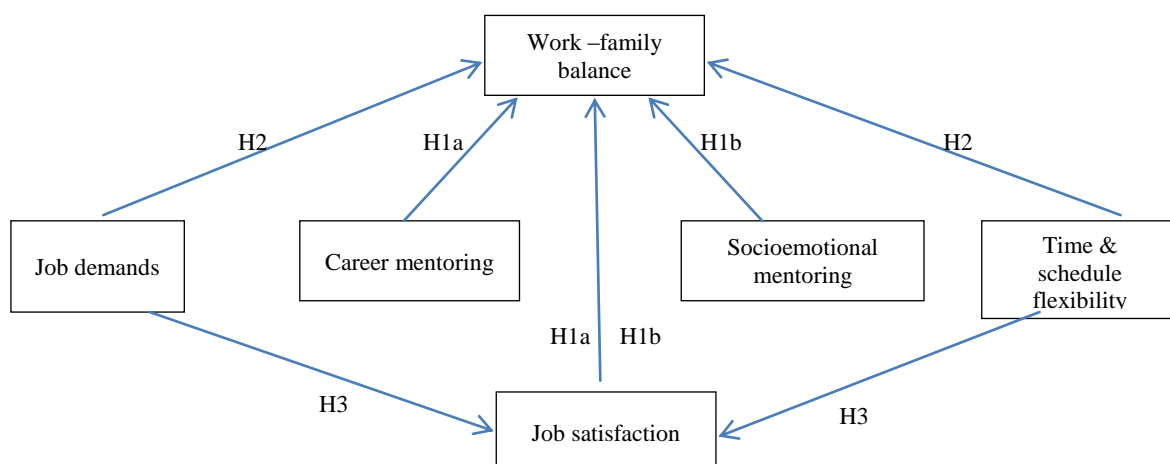 Work –family
balance
H2
H1a
H1b
H2
Job demands
Career mentoring
Socioemotional
mentoring
Time &
schedule
flexibility
H1a
H1b
H3
H3
Job satisfaction